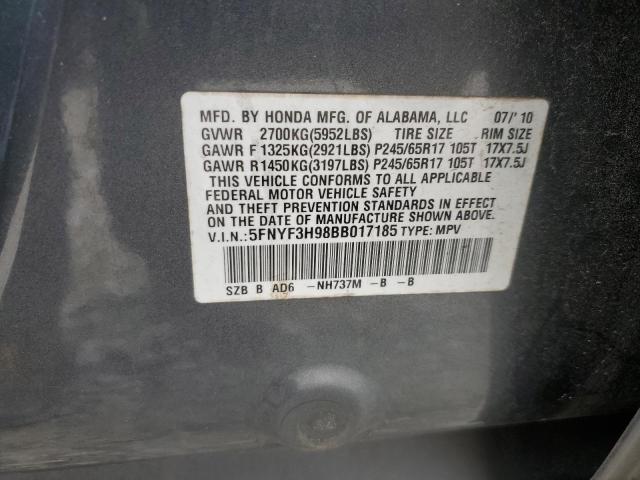 MFD. BY HONDA MFG. OF ALABAMA, LLC 07/'10
GVWR 2700KG(5952LBS) TIRE SIZE RIM SIZE
GAWR F1325KG(2921LBS) P245/65R17 105T 17X7.5J
GAWR R1450KG(3197LBS) P245/65R17 105T 17X7.5J
THIS VEHICLE CONFORMS TO ALL APPLICABLE
FEDERAL MOTOR VEHICLE SAFETY
AND THEFT PREVENTION STANDARDS IN EFFECT
ON THE DATE OF MANUFACTURE SHOWN ABOVE.
V.I.N.:5FNYF3H98BB017185 TYPE: MPV
SZB B AD6 -NH737M -B -B